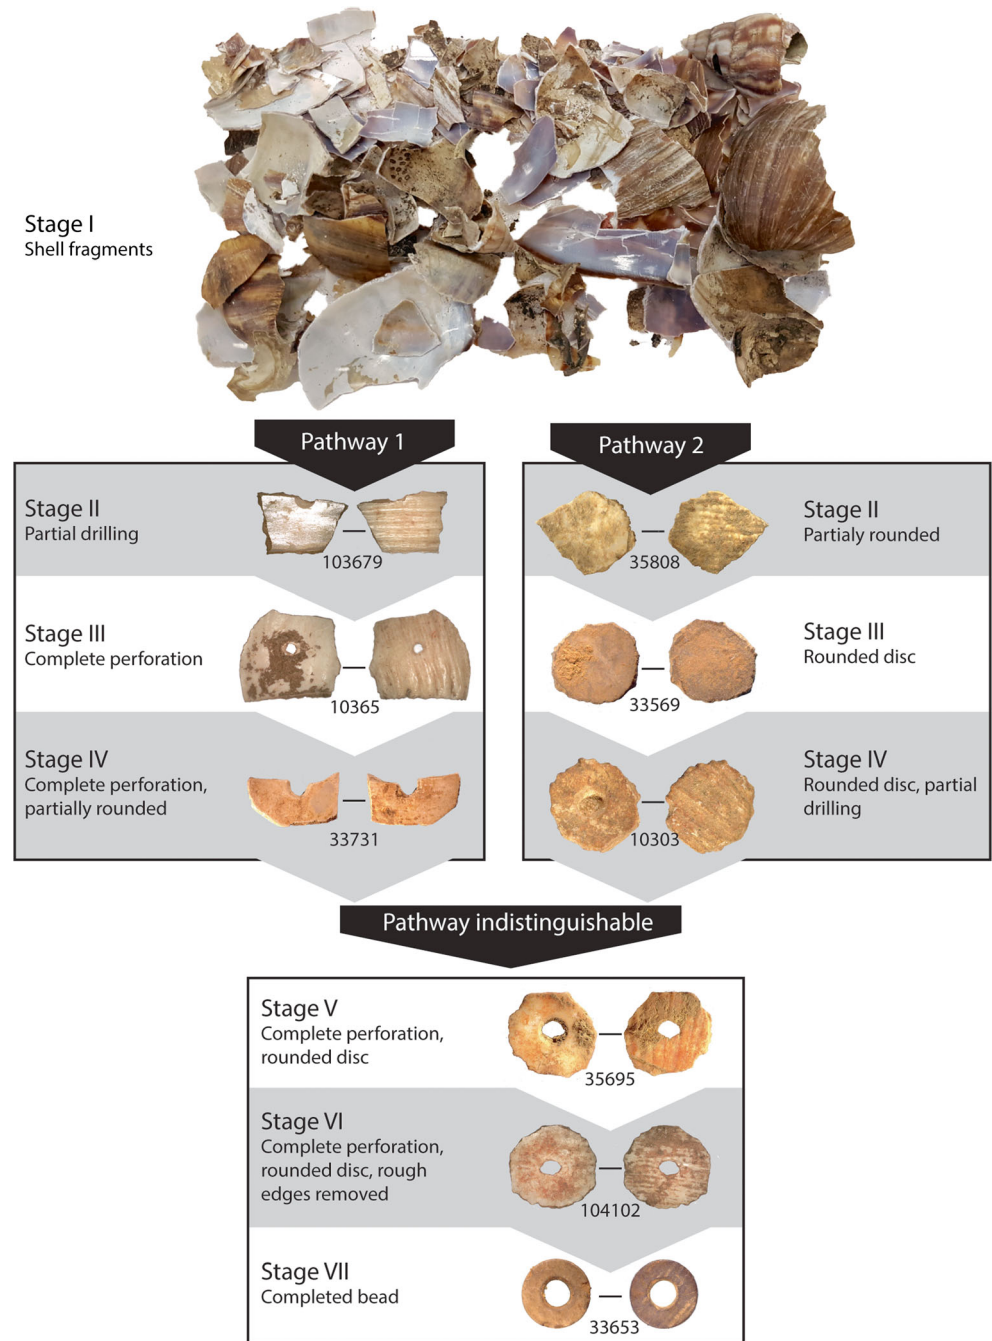 Stage I
Shell fragments
Pathway 1
Pathway 2
Stage II
Partial drilling
103679
35808
Stage II
Partialy rounded
Stage III
Complete perforation
10365
33569
Stage III
Rounded disc
Stage IV
Complete perforation,
partially rounded
33731
10303
Stage IV
Rounded disc, partial
drilling
Pathway indistinguishable
Stage V
Complete perforation,
rounded disc
35695
Stage VI
Complete perforation,
rounded disc, rough
edges removed
104102
Stage VII
Completed bead
33653